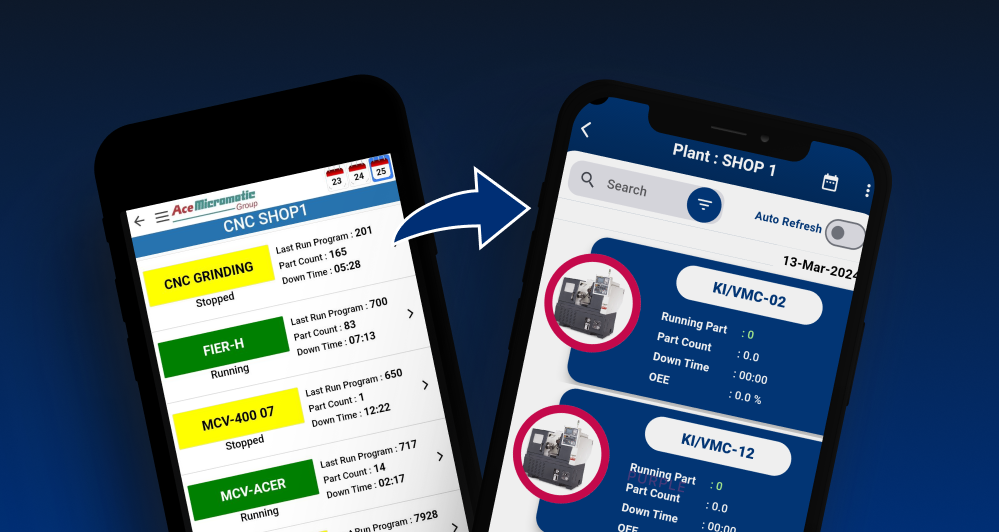 23 24 25
AceMicromatic
Group
CNC SHOP1
CNC GRINDING
Stopped
Last Run Program : 201
Part Count : 165
Down Time : 05:28
FIER-H
Running
Last Run Program : 700
Part Count : 83
Down Time : 07:13
MCV-400 07
Stopped
Last Run Program : 650
Part Count : 1
Down Time : 12:22
MCV-ACER
Running
Last Run Program : 717
Part Count : 14
Down Time : 02:17
Last Run Program : 7928
Plant : SHOP 1
Search
Auto Refresh
13-Mar-2024
KI/VMC-02
Running Part : 0
Part Count : 0.0
Down Time : 00:00
OEE : 0.0 %
KI/VMC-12
Running Part : 0
PURPLE
Part Count : 0.0
Down Time : 00:00
OEE